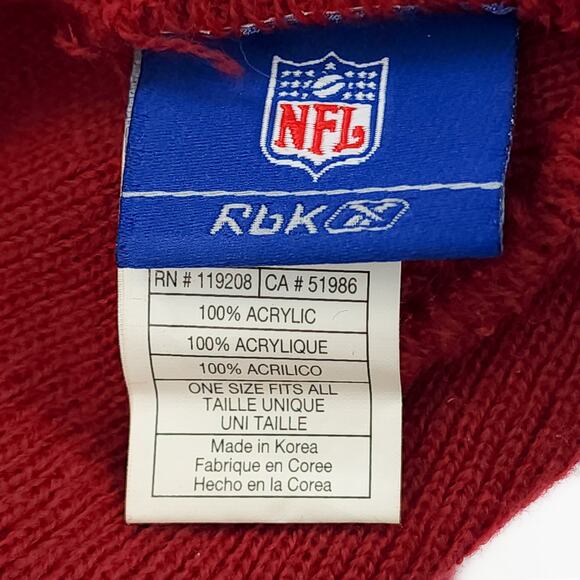 NFL
RbK
RN # 119208 CA # 51986
100% ACRYLIC
100% ACRYLIQUE
100% ACRILICO
ONE SIZE FITS ALL
TAILLE UNIQUE
UNI TAILLE
Made in Korea
Fabrique en Coree
Hecho en la Corea